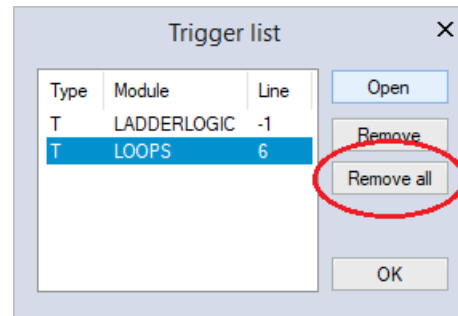 Trigger list
Type Module Line
T LADDERLOGIC -1
T LOOPS 6
Open
Remove
Remove all
OK